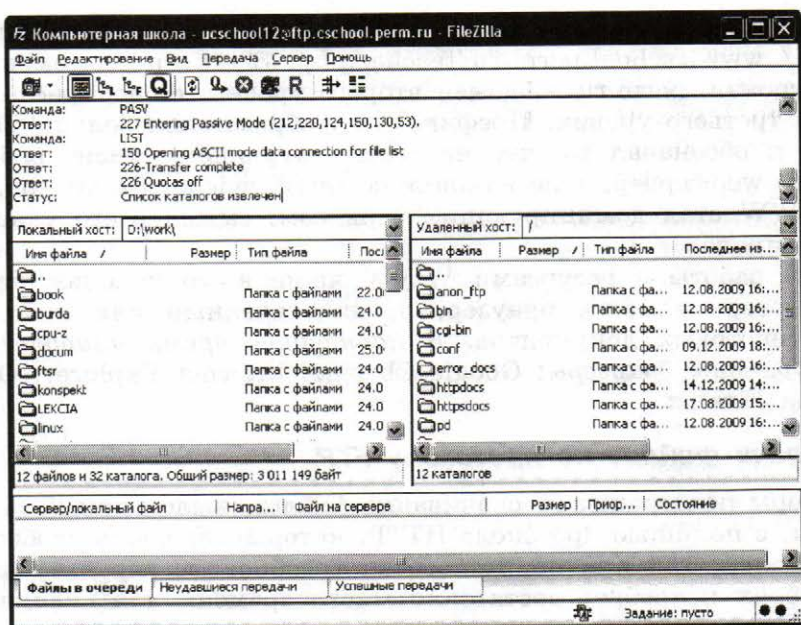 Компьютерная школа - ucschool12@ftp.cschool.perm.ru - FileZilla
Файл Редактирование Вид Передача Сервер Помощь
Команда: PASV
Ответ: 227 Entering Passive Mode (212,220,124,150,130,53).
Команда: LIST
Ответ: 150 Opening ASCII mode data connection for file list
Ответ: 226-Transfer complete
Ответ: 226 Quotas off
Статус: Список каталогов извлечен
Локальный хост: D:\work\
Имя файла / Размер Тип файла Пос
..
book Папка с файлами 22.0
burda Папка с файлами 24.0
cpu-z Папка с файлами 24.0
docum Папка с файлами 25.0
ftsr Папка с файлами 24.0
konspekt Папка с файлами 24.0
LEKCIA Папка с файлами 24.0
linux Папка с файлами 24.0
12 файлов и 32 каталога. Общий размер: 3 011 149 байт
Удаленный хост: /
Имя файла Размер / Тип файла Последнее из...
..
anon_ftp Папка с фа... 12.08.2009 16:...
bin Папка с фа... 12.08.2009 16:...
cgi-bin Папка с фа... 12.08.2009 16:...
conf Папка с фа... 09.12.2009 14:...
error_docs Папка с фа... 12.08.2009 16:...
httpdocs Папка с фа... 14.12.2009 14:...
httpsdocs Папка с фа... 17.08.2009 15:...
pd Папка с фа... 12.08.2009 16:...
12 каталогов
Сервер/локальный файл Напра... Файл на сервере Размер Приор... Состояние
Файлы в очереди Неудавшиеся передачи Успешные передачи
Задание: пусто